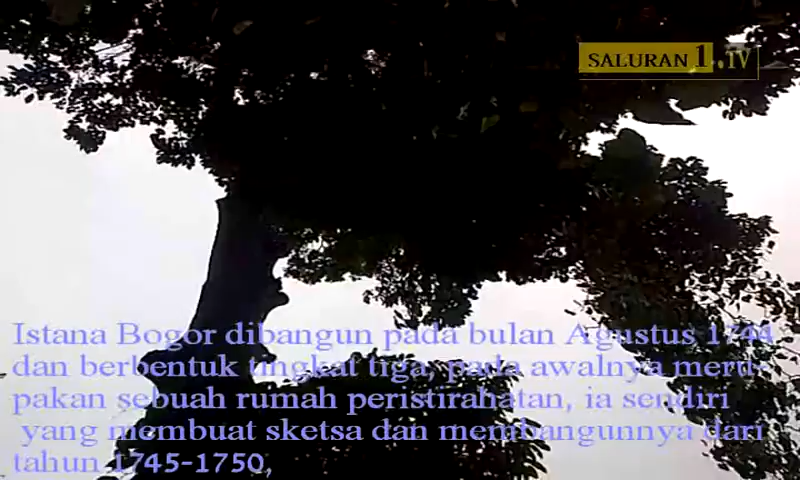 SALURAN 1..TV
Istana Bogor dibangun pada bulan Agustus 1744
dan berbentuk tingkat tiga, pada awalnya meru-
pakan sebuah rumah peristirahatan, ia sendiri
yang membuat sketsa dan membangunnya dari
tahun 1745-1750,